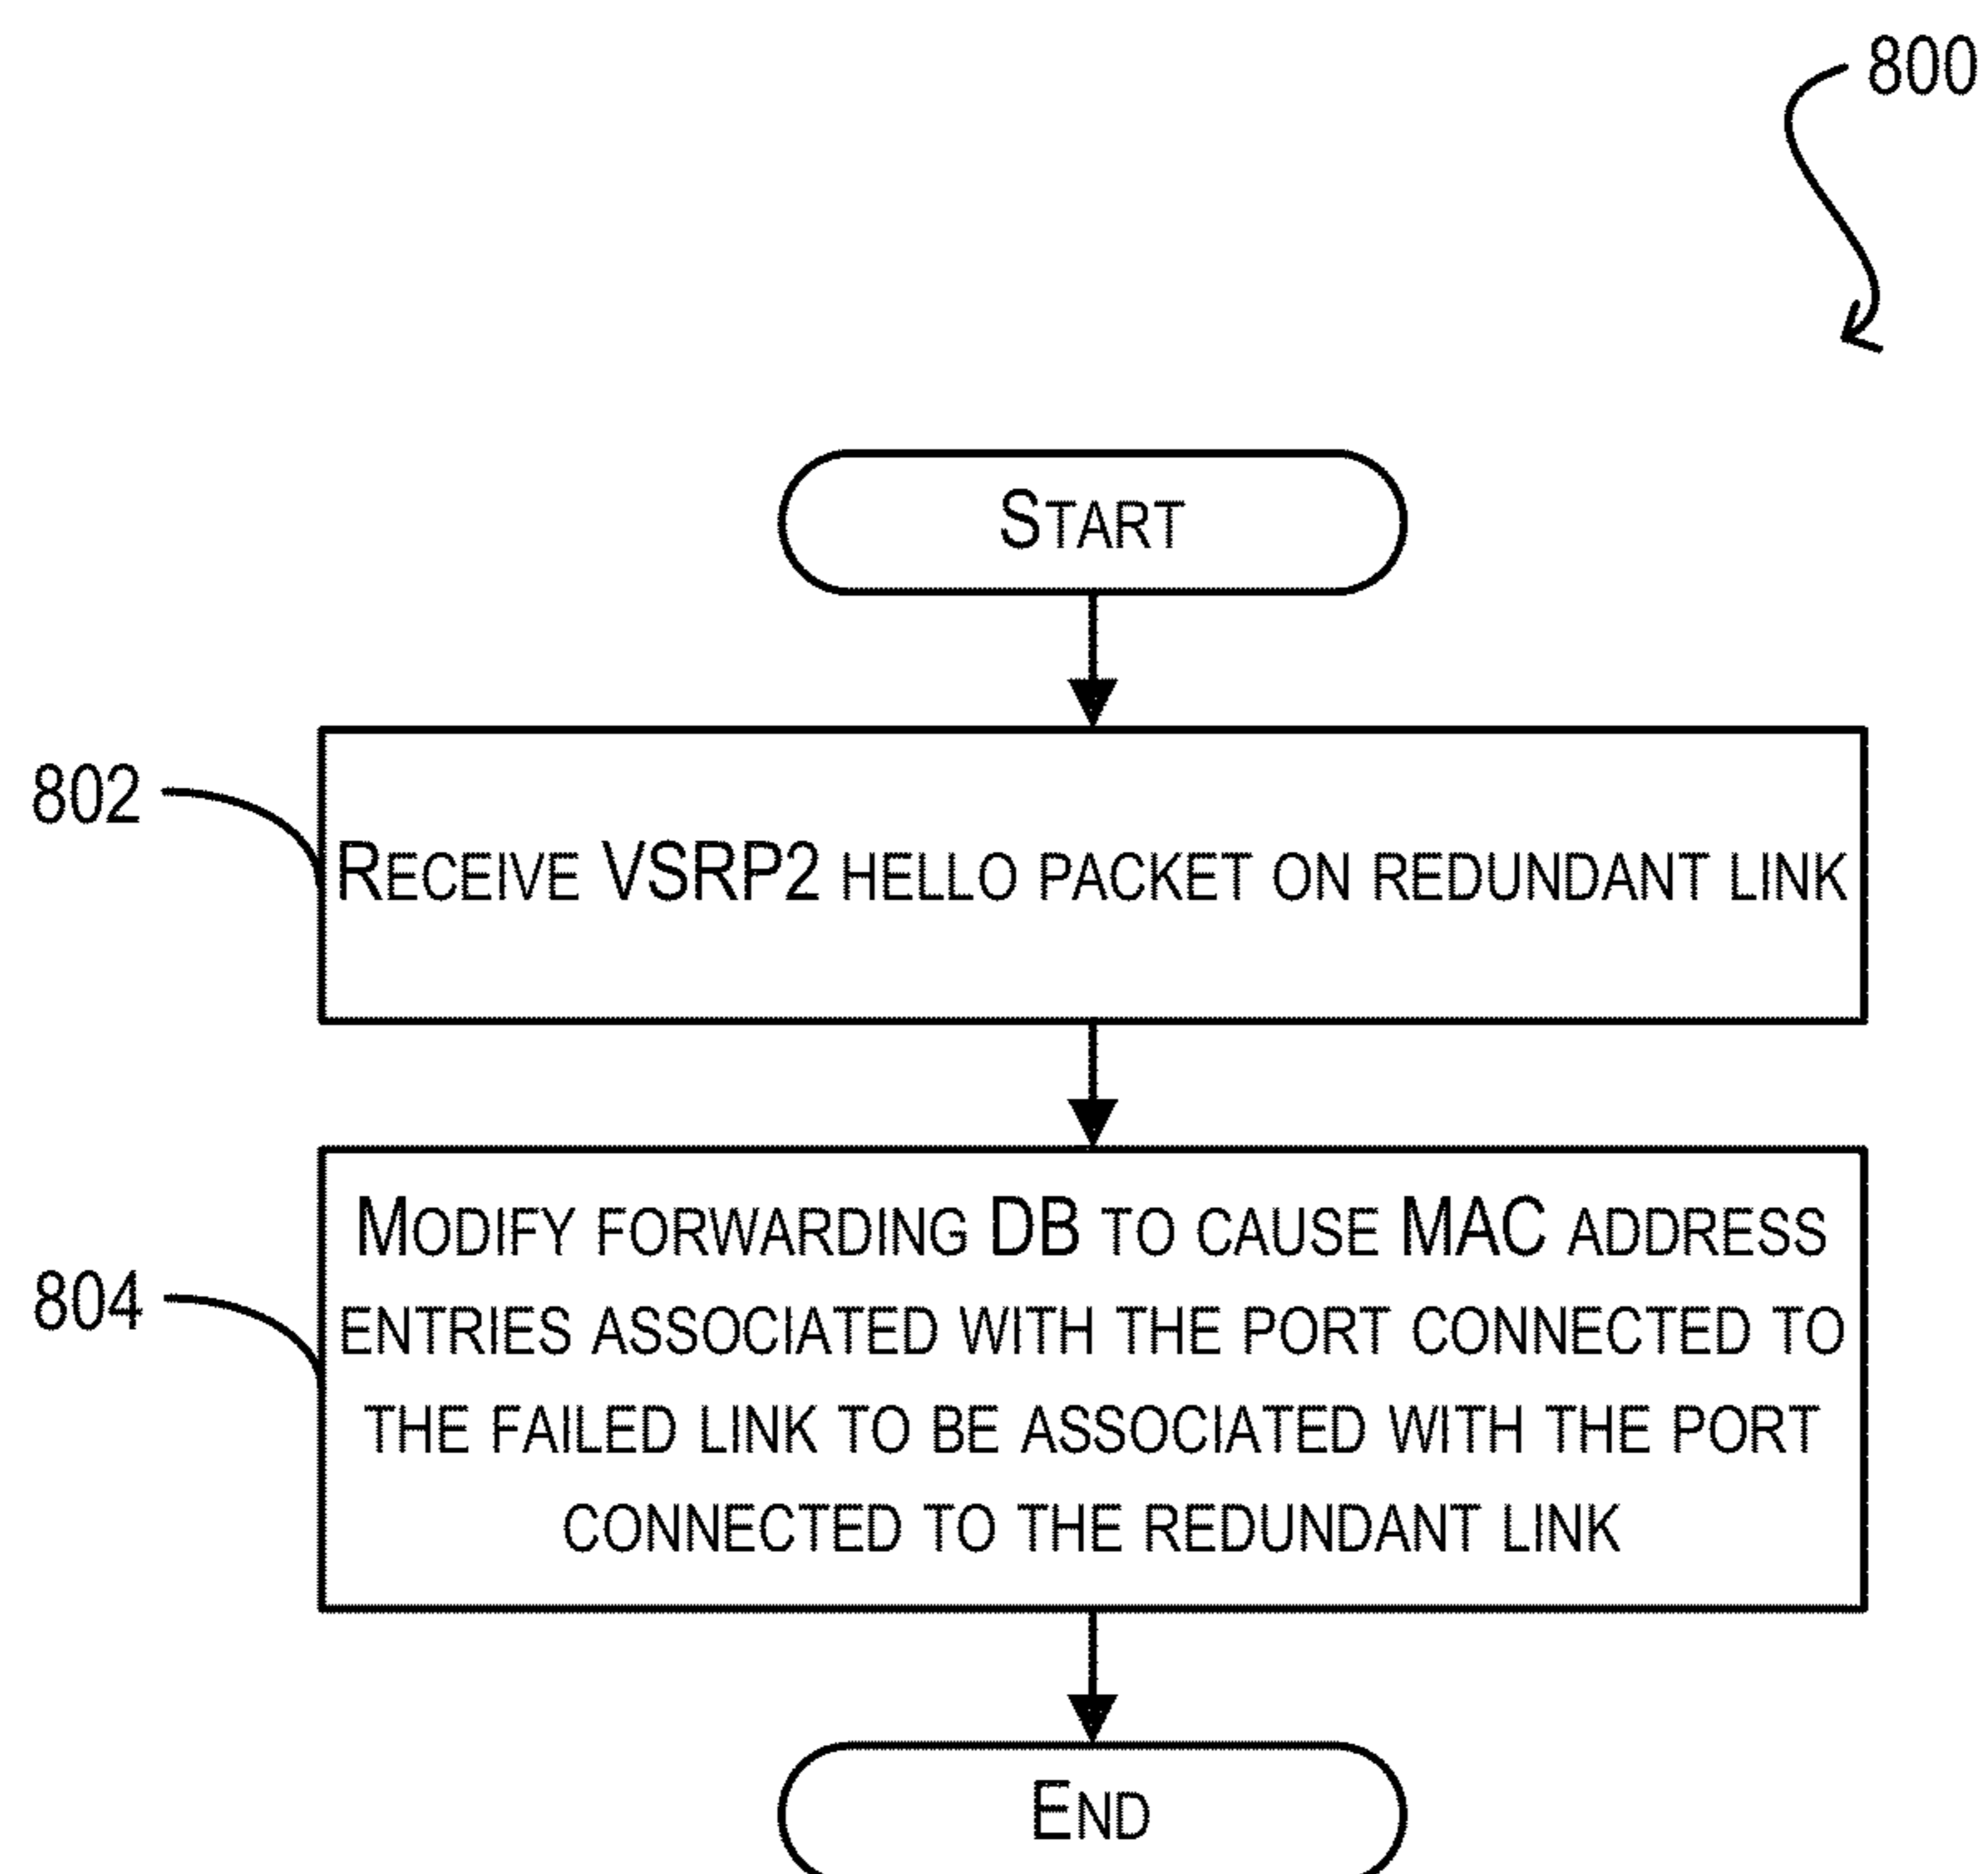 800
START
802
RECEIVE VSRP2 HELLO PACKET ON REDUNDANT LINK
804
MODIFY FORWARDING DB TO CAUSE MAC ADDRESS
ENTRIES ASSOCIATED WITH THE PORT CONNECTED TO
THE FAILED LINK TO BE ASSOCIATED WITH THE PORT
CONNECTED TO THE REDUNDANT LINK
END